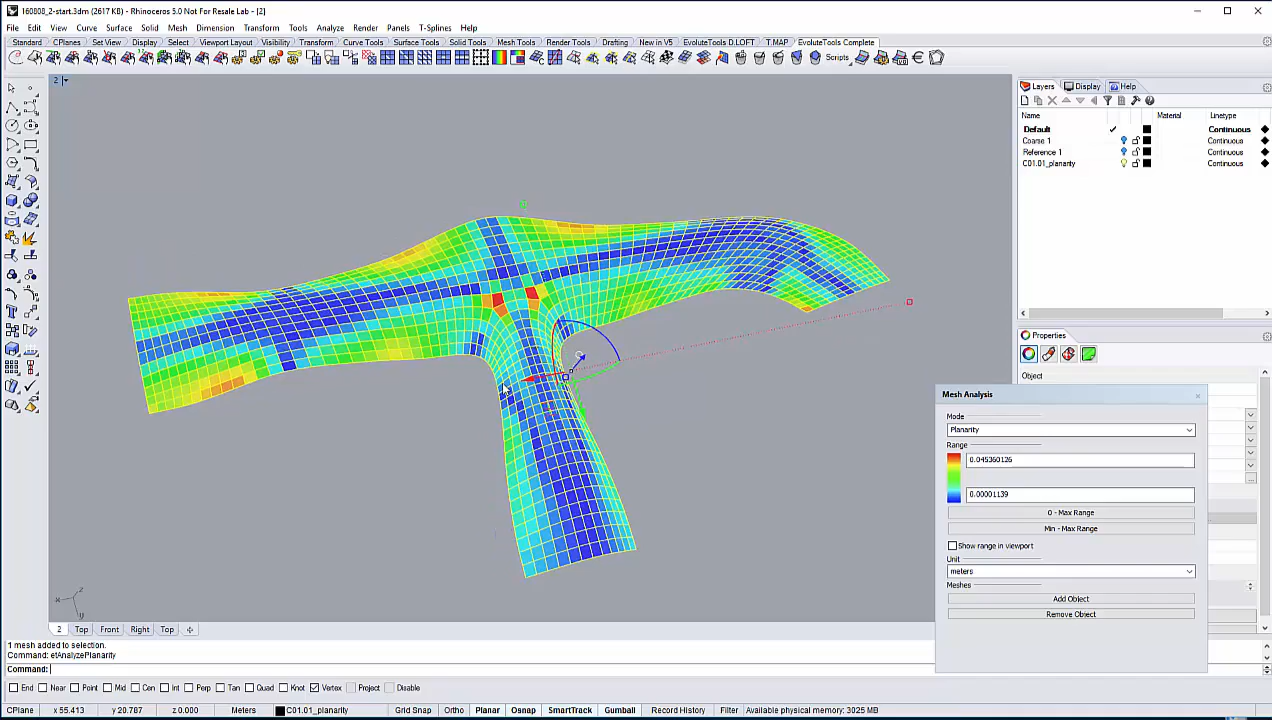 160808_2-start.3dm (2617 KB) - Rhinoceros 5.0 Not For Resale Lab - [2]
File Edit View Curve Surface Solid Mesh Dimension Transform Tools Analyze Render Panels T-Splines Help
Standard CPlanes Set View Display Select Viewport Layout Visibility Transform Curve Tools Surface Tools Solid Tools Mesh Tools Render Tools Drafting New in V5 EvoluteTools D.LOFT T.MAP EvoluteTools Complete
Scripts
2
Layers Display Help
Name Material Linetype
Default Continuous
Coarse 1 Continuous
Reference 1 Continuous
C01.01_planarity Continuous
Properties
Object
Mesh Analysis
Mode
Planarity
Range
0.045360126
0.00001139
0 - Max Range
Min - Max Range
Show range in viewport
Unit
meters
Meshes
Add Object
Remove Object
2 Top Front Right Top
1 mesh added to selection.
Command: etAnalyzePlanarity
Command:
End Near Point Mid Cen Int Perp Tan Quad Knot Vertex Project Disable
CPlane x 55.413 y 20.787 z 0.000 Meters C01.01_planarity Grid Snap Ortho Planar Osnap SmartTrack Gumball Record History Filter Available physical memory: 3025 MB